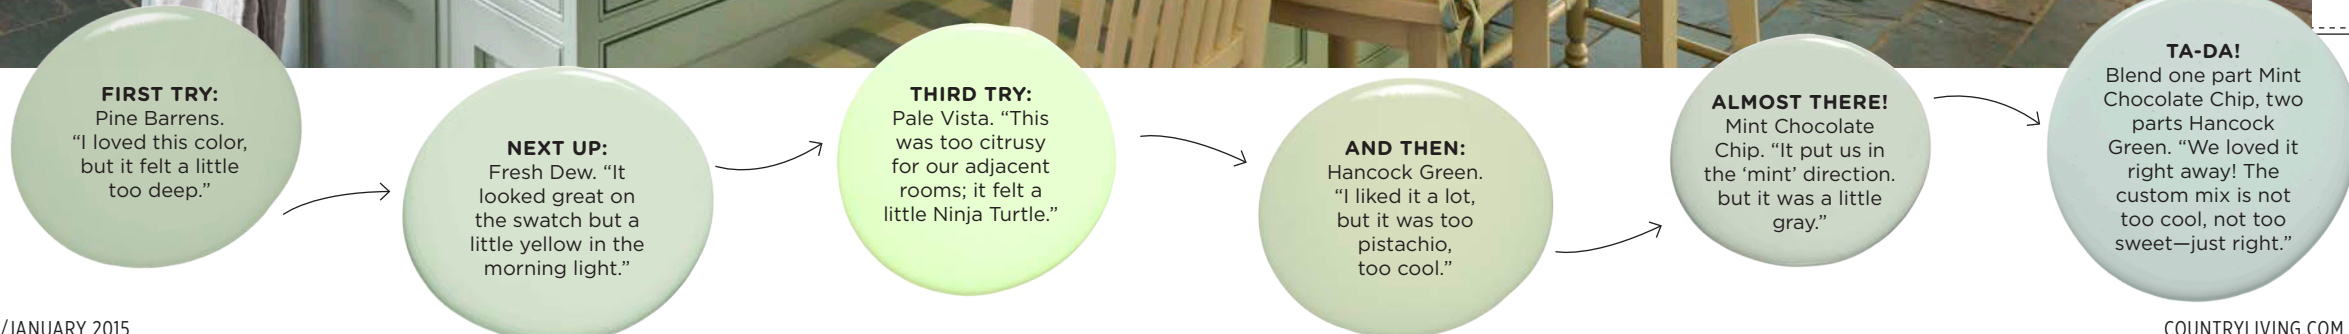 FIRST TRY:
Pine Barrens.
“I loved this color,
but it felt a little
too deep.”
NEXT UP:
Fresh Dew. “It
looked great on
the swatch but a
little yellow in the
morning light.”
THIRD TRY:
Pale Vista. “This
was too citrusy
for our adjacent
rooms; it felt a
little Ninja Turtle.”
AND THEN:
Hancock Green.
“I liked it a lot,
but it was too
pistachio,
too cool.”
ALMOST THERE!
Mint Chocolate
Chip. “It put us in
the ‘mint’ direction.
but it was a little
gray.”
TA-DA!
Blend one part Mint
Chocolate Chip, two
parts Hancock
Green. “We loved it
right away! The
custom mix is not
too cool, not too
sweet—just right.”
/JANUARY 2015
COUNTRYLIVING.COM